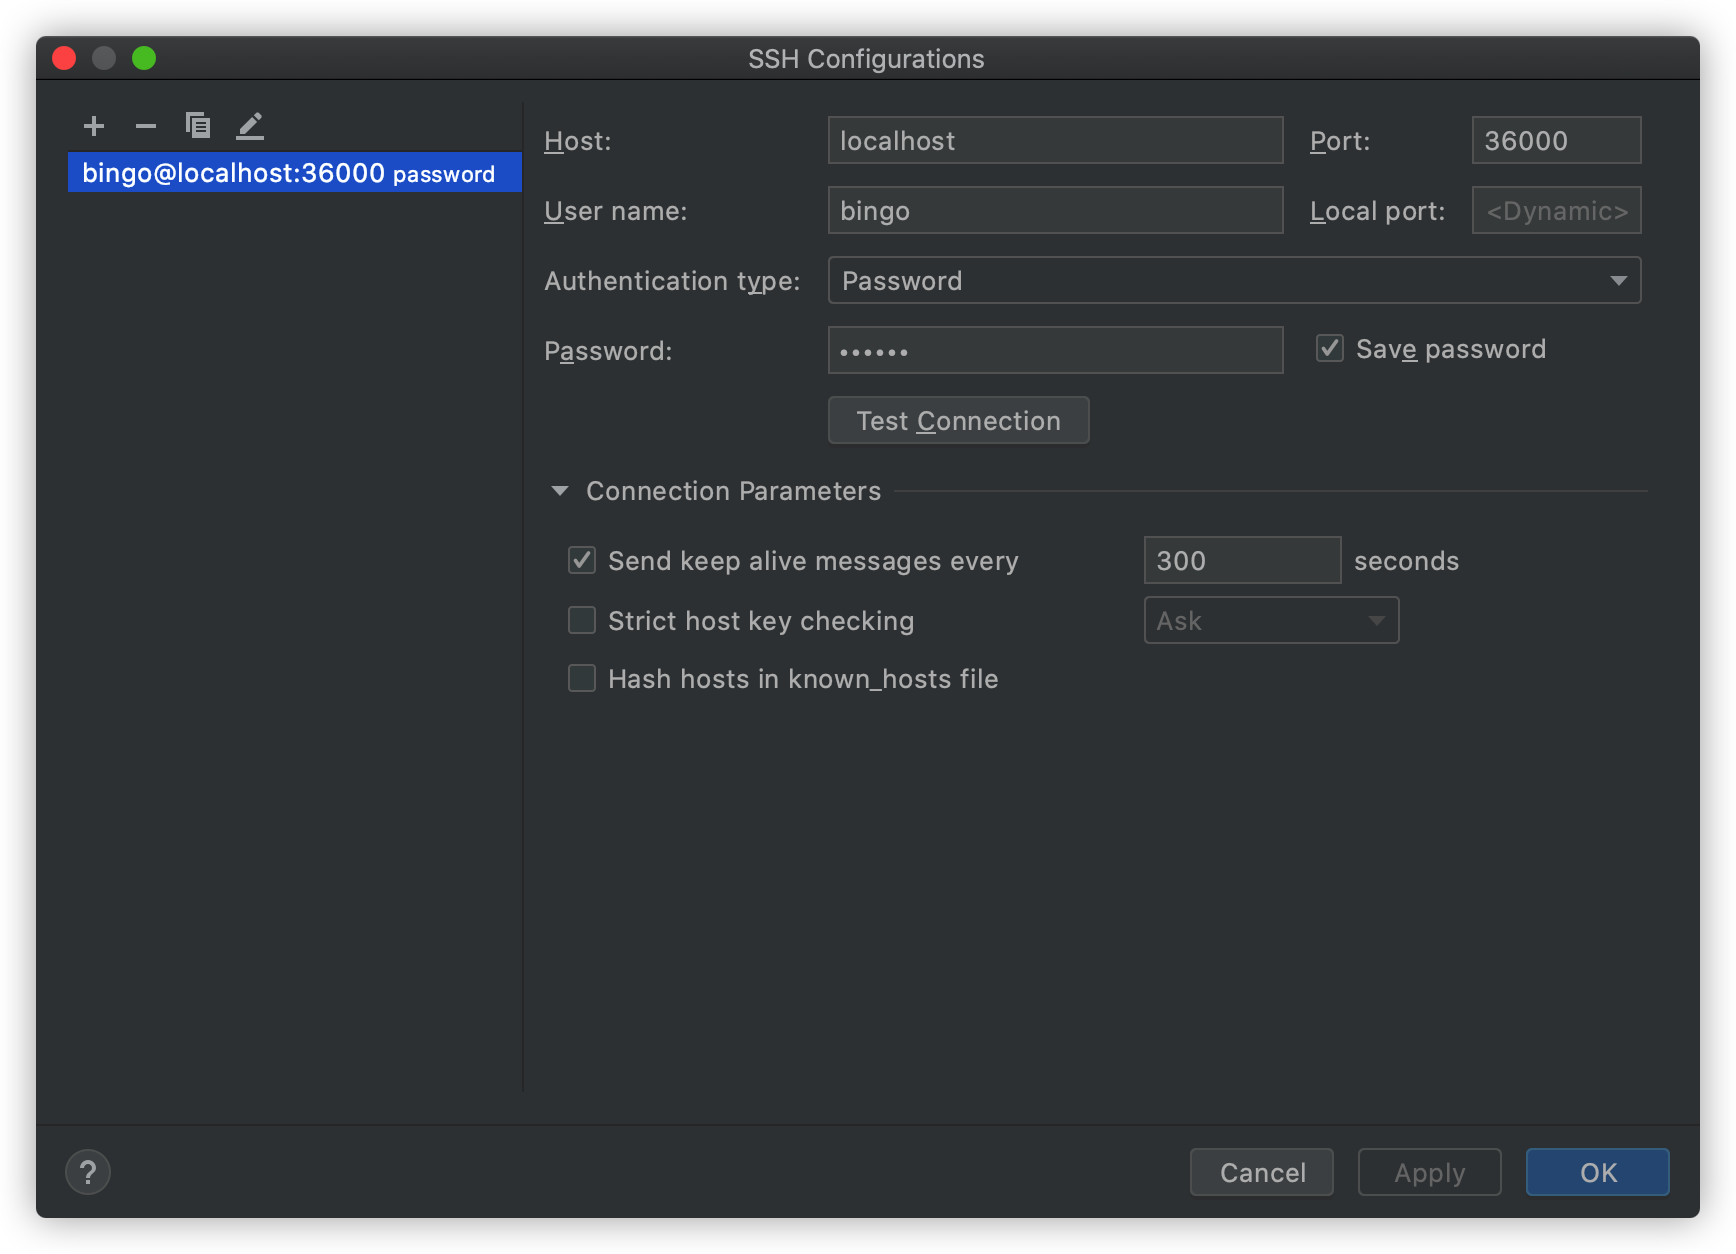 SSH Configurations
bingo@localhost:36000 password
Host: localhost Port: 36000
User name: bingo Local port: <Dynamic>
Authentication type: Password
Password: •••••• Save password
Test Connection
Connection Parameters
Send keep alive messages every 300 seconds
Strict host key checking Ask
Hash hosts in known_hosts file
? Cancel Apply OK